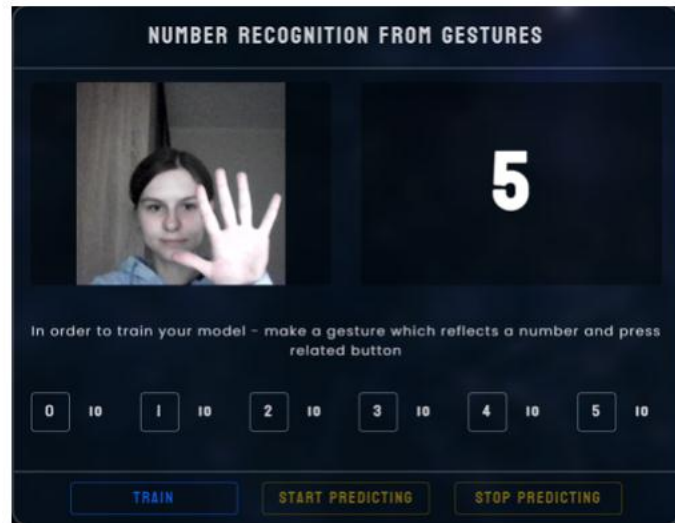 NUMBER RECOGNITION FROM GESTURES
5
In order to train your model - make a gesture which reflects a number and press
related button
0 10 1 10 2 10 3 10 4 10 5 10
TRAIN START PREDICTING STOP PREDICTING